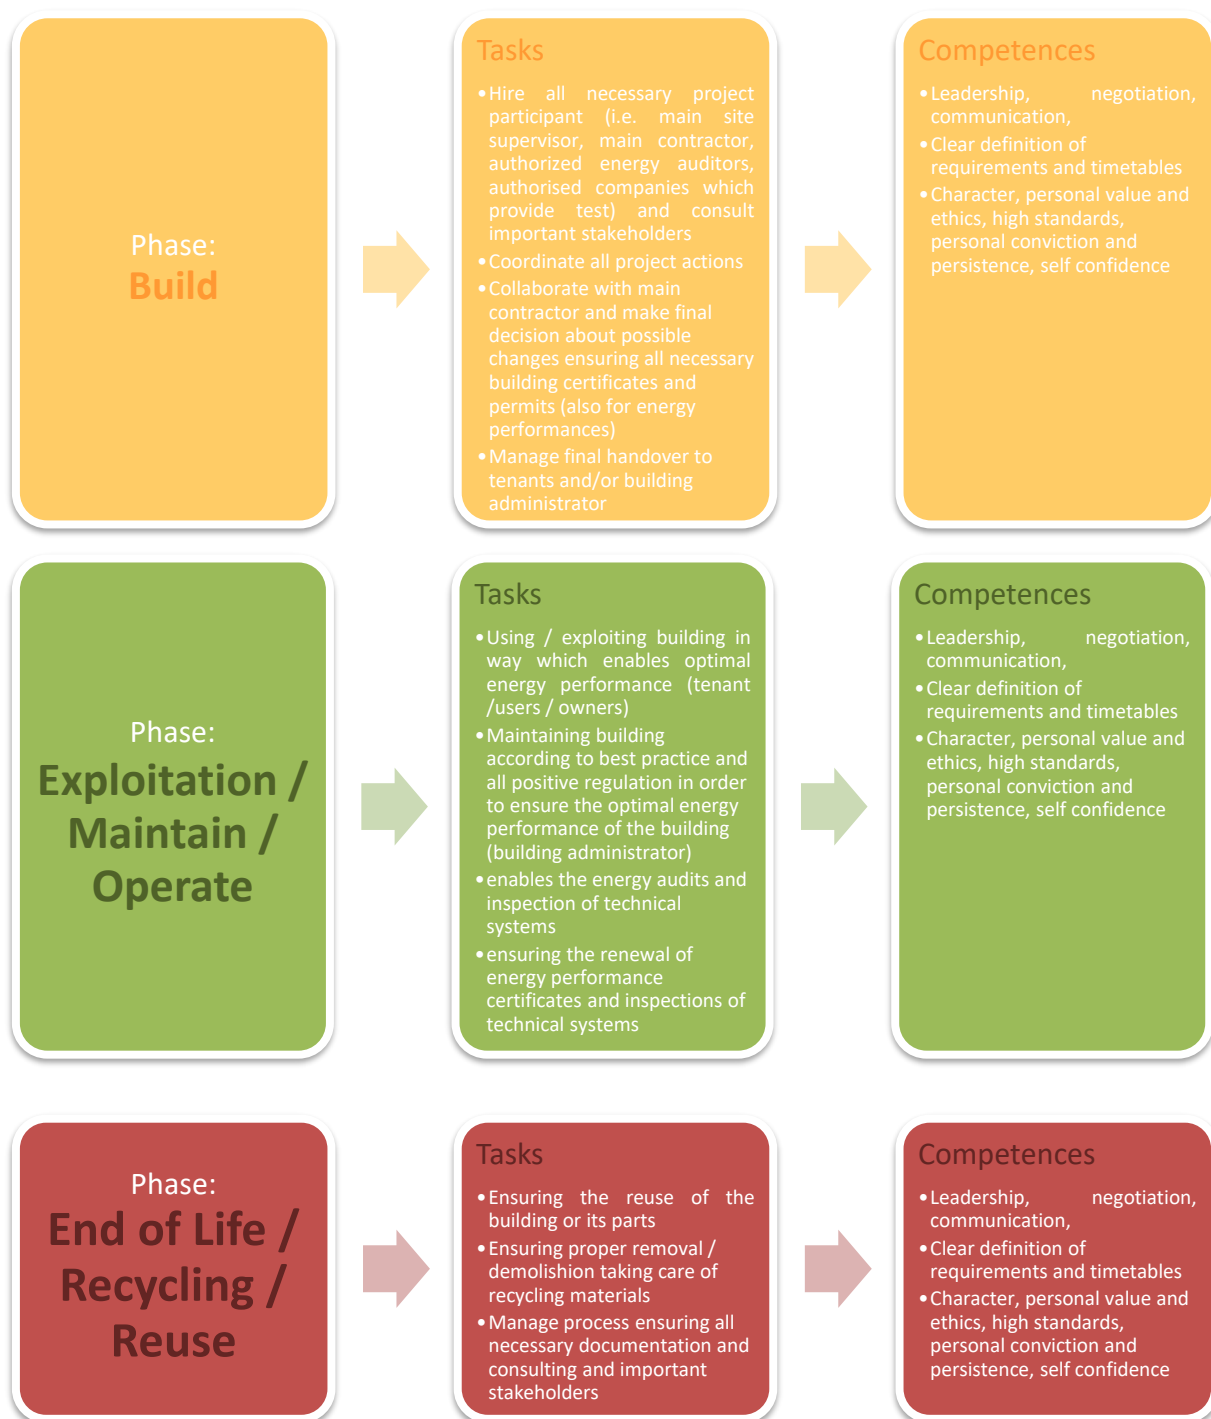 Phase:
Build
Tasks
•Hire all necessary project
participant (i.e. main site
supervisor, main contractor,
authorized energy auditors,
authorised companies which
provide test) and consult
important stakeholders
•Coordinate all project actions
•Collaborate with main
contractor and make final
decision about possible
changes ensuring all necessary
building certificates and
permits (also for energy
performances)
•Manage final handover to
tenants and/or building
administrator
Competences
•Leadership, negotiation,
communication,
•Clear definition of
requirements and timetables
•Character, personal value and
ethics, high standards,
personal conviction and
persistence, self confidence
Phase:
Exploitation /
Maintain /
Operate
Tasks
•Using / exploiting building in
way which enables optimal
energy performance (tenant
/users / owners)
•Maintaining building
according to best practice and
all positive regulation in order
to ensure the optimal energy
performance of the building
(building administrator)
•enables the energy audits and
inspection of technical
systems
•ensuring the renewal of
energy performance
certificates and inspections of
technical systems
Competences
•Leadership, negotiation,
communication,
•Clear definition of
requirements and timetables
•Character, personal value and
ethics, high standards,
personal conviction and
persistence, self confidence
Phase:
End of Life /
Recycling /
Reuse
Tasks
•Ensuring the reuse of the
building or its parts
•Ensuring proper removal /
demolishion taking care of
recycling materials
•Manage process ensuring all
necessary documentation and
consulting and important
stakeholders
Competences
•Leadership, negotiation,
communication,
•Clear definition of
requirements and timetables
•Character, personal value and
ethics, high standards,
personal conviction and
persistence, self confidence